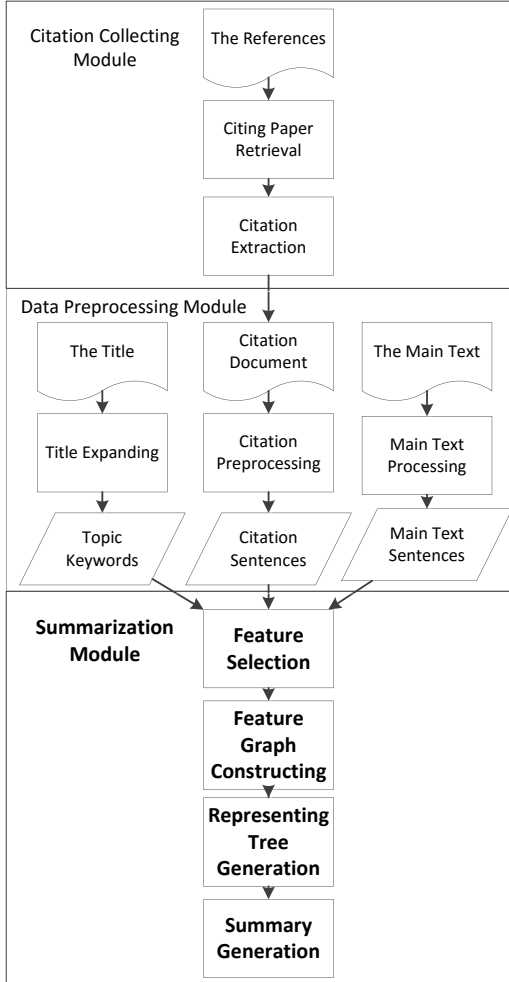 Citation Collecting
Module
The References
Citing Paper
Retrieval
Citation
Extraction
Data Preprocessing Module
The Title
Citation
Document
The Main Text
Title Expanding
Citation
Preprocessing
Main Text
Processing
Topic
Keywords
Citation
Sentences
Main Text
Sentences
Summarization
Module
Feature
Selection
Feature
Graph
Constructing
Representing
Tree
Generation
Summary
Generation